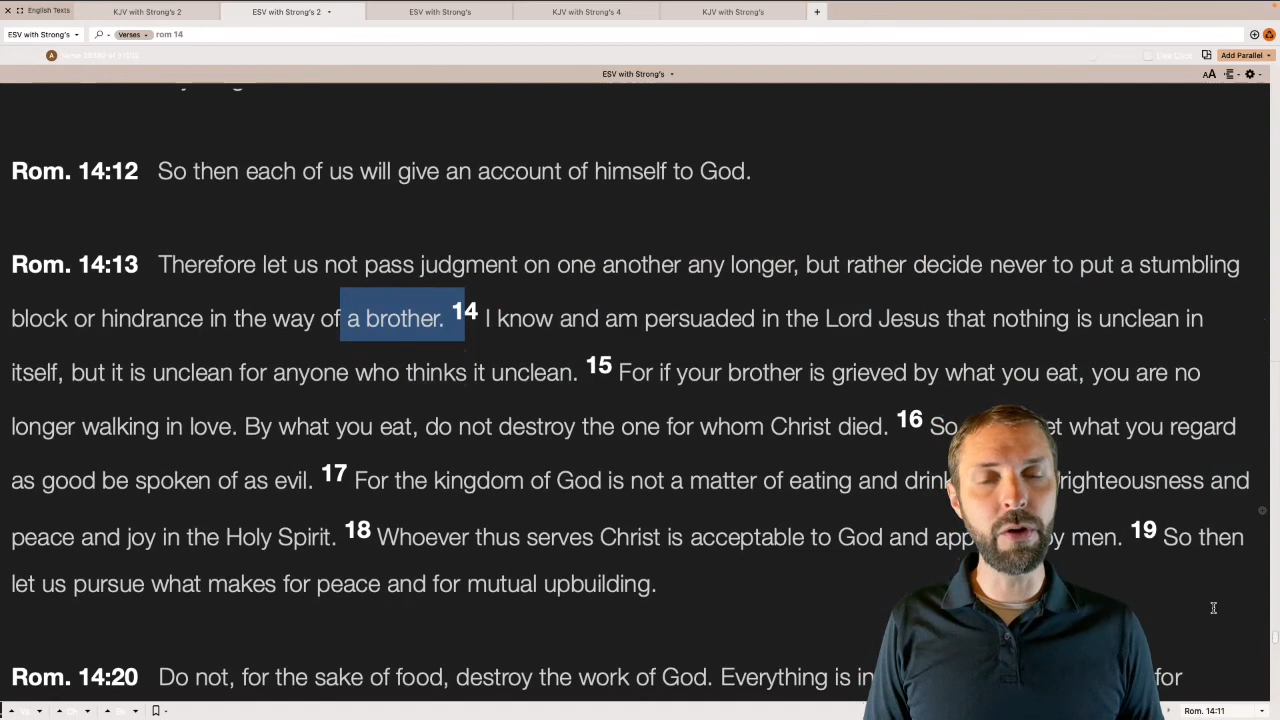 English Texts
KJV with Strong's 2
ESV with Strong's 2
ESV with Strong's
KJV with Strong's 4
KJV with Strong's
+
ESV with Strong's
Verses
rom 14
A
Live Click
Add Parallel
ESV with Strong's
AA
Rom. 14:12 So then each of us will give an account of himself to God.
Rom. 14:13 Therefore let us not pass judgment on one another any longer, but rather decide never to put a stumbling
block or hindrance in the way of a brother. 14 I know and am persuaded in the Lord Jesus that nothing is unclean in
itself, but it is unclean for anyone who thinks it unclean. 15 For if your brother is grieved by what you eat, you are no
longer walking in love. By what you eat, do not destroy the one for whom Christ died. 16 So what you regard
as good be spoken of as evil. 17 For the kingdom of God is not a matter of eating and righteousness and
peace and joy in the Holy Spirit. 18 Whoever thus serves Christ is acceptable to God and men. 19 So then
let us pursue what makes for peace and for mutual upbuilding.
Rom. 14:20 Do not, for the sake of food, destroy the work of God. Everything is for
Rom. 14:11